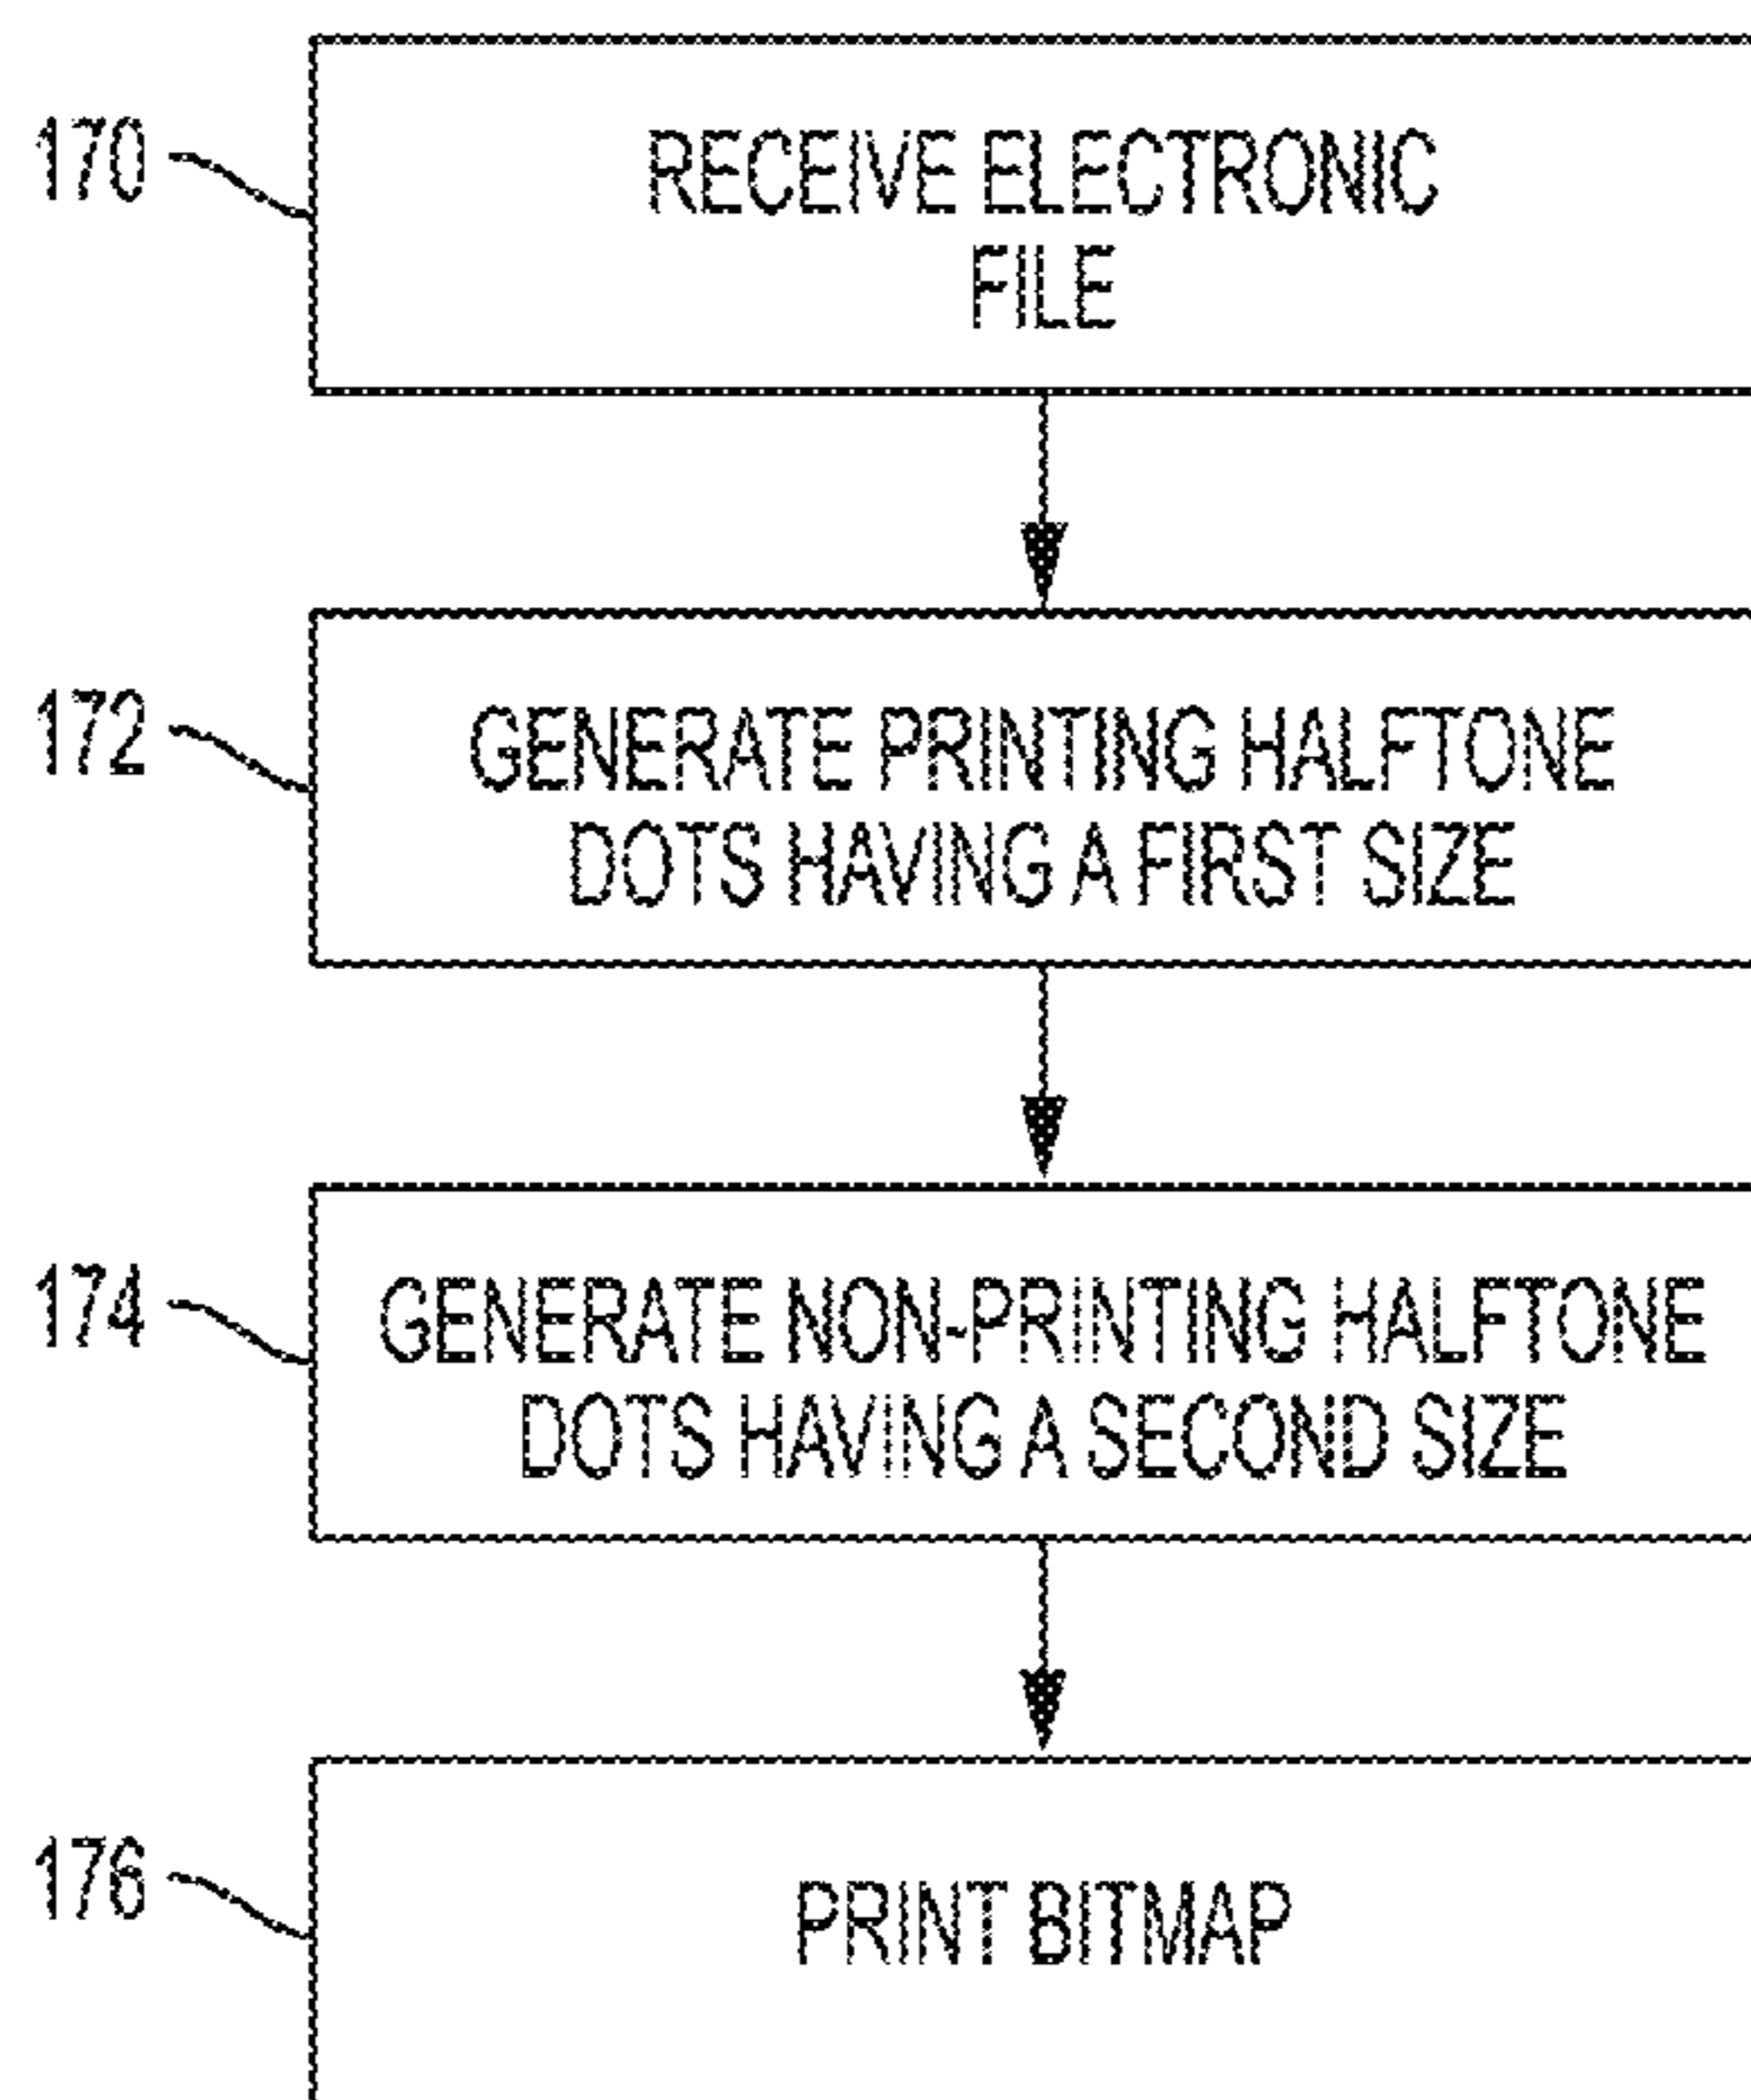 170
RECEIVE ELECTRONIC
FILE
172
GENERATE PRINTING HALFTONE
DOTS HAVING A FIRST SIZE
174
GENERATE NON-PRINTING HALFTONE
DOTS HAVING A SECOND SIZE
176
PRINT BITMAP